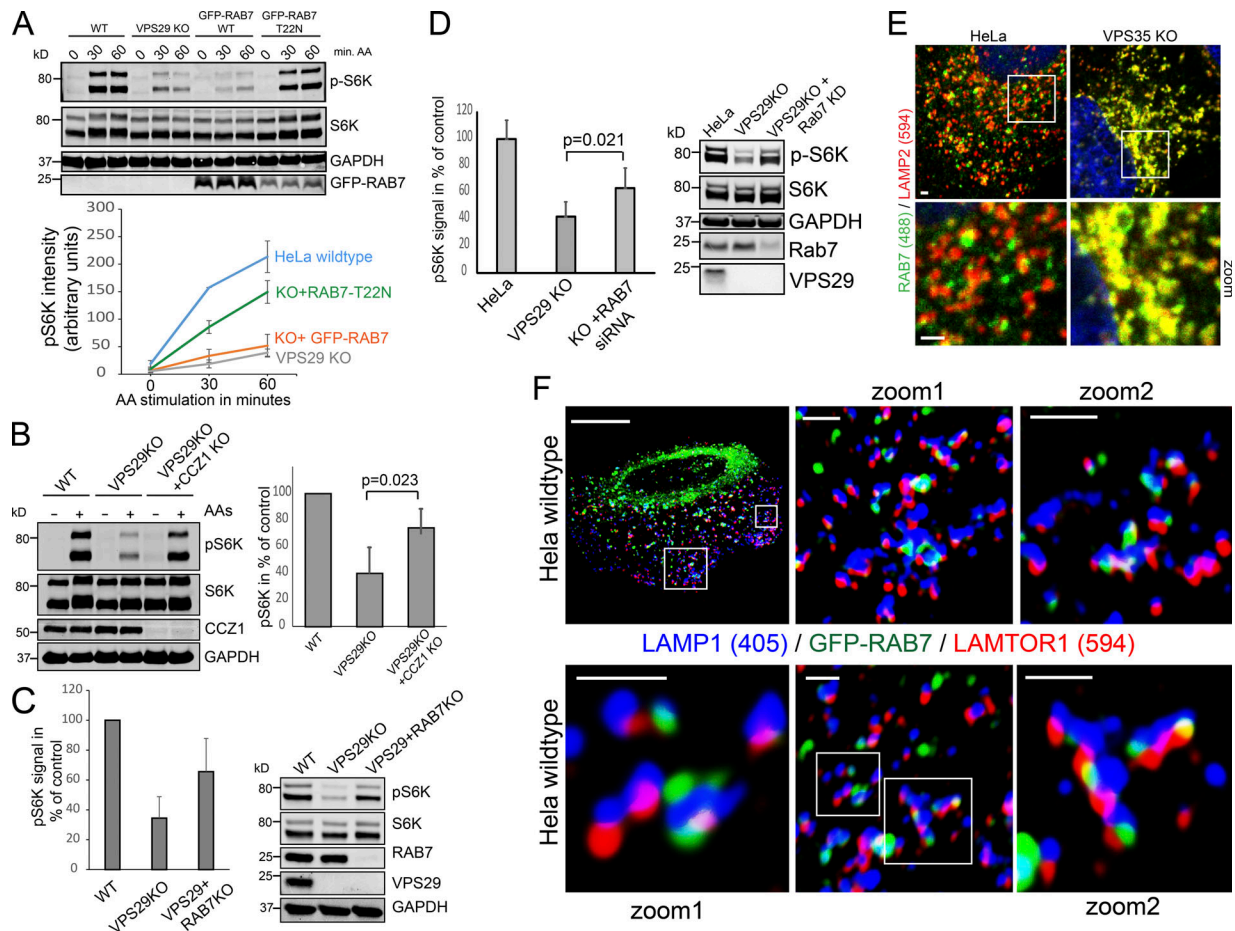 A
WT
VPS29 KO
GFP-RAB7
WT
GFP-RAB7
T22N
kD
0 30 60 0 30 60 0 30 60 0 30 60 min. AA
80
p-S6K
80
S6K
37
GAPDH
25
GFP-RAB7
pS6K intensity
(arbitrary units)
300
250
200
150
100
50
0
HeLa wildtype
KO+RAB7-T22N
KO+ GFP-RAB7
VPS29 KO
0 30 60
AA stimulation in minutes
B
WT
VPS29KO
VPS29KO
+CCZ1 KO
kD
– + – + – + AAs
80
pS6K
80
S6K
50
CCZ1
37
GAPDH
pS6K in % of control
100
80
60
40
20
0
p=0.023
WT
VPS29KO
VPS29KO
+CCZ1 KO
C
pS6K signal in
% of control
100
80
60
40
20
0
WT
VPS29KO
VPS29+
RAB7KO
WT
VPS29KO
VPS29+RAB7KO
kD
80
pS6K
80
S6K
25
RAB7
VPS29
37
GAPDH
D
pS6K signal in % of control
120
100
80
60
40
20
0
p=0.021
HeLa
VPS29 KO
KO +RAB7
siRNA
HeLa
VPS29KO
VPS29KO +
Rab7 KD
kD
80
p-S6K
80
S6K
37
GAPDH
25
Rab7
25
VPS29
E
HeLa
VPS35 KO
RAB7 (488) / LAMP2 (594)
zoom
F
zoom1
zoom2
Hela wildtype
LAMP1 (405) / GFP-RAB7 / LAMTOR1 (594)
Hela wildtype
zoom1
zoom2